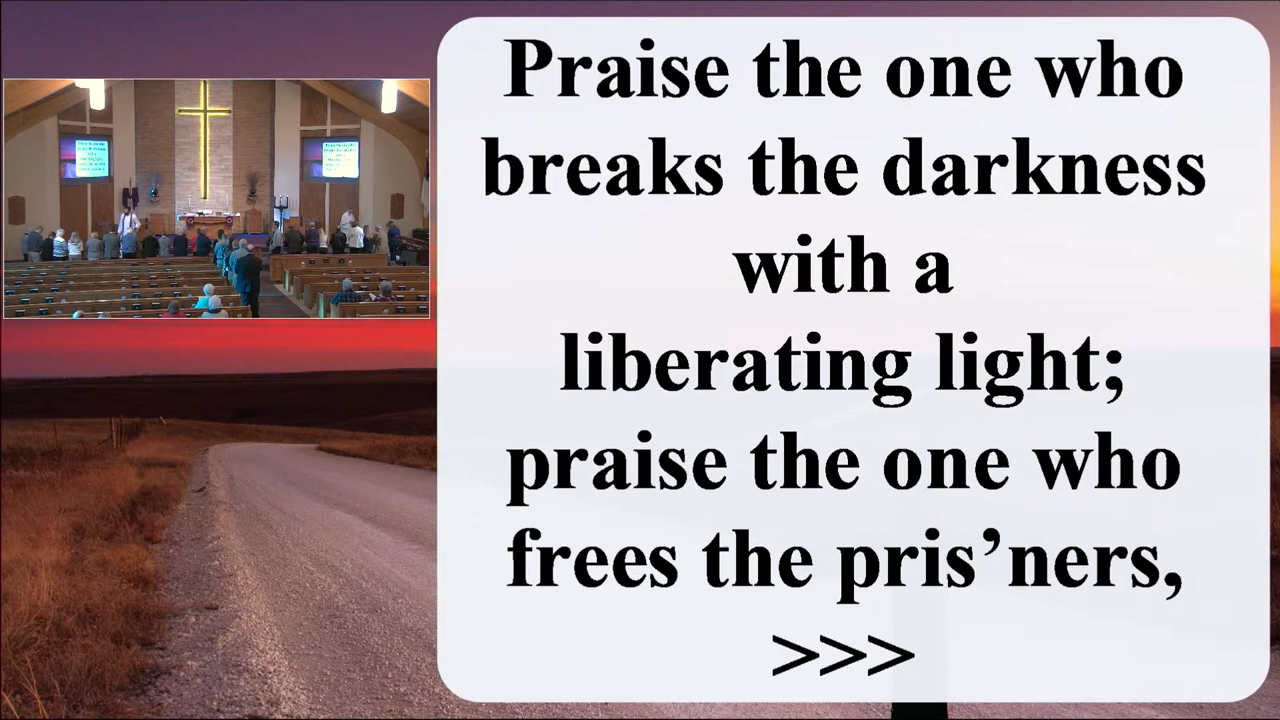 Praise the one who
breaks the darkness
with a
liberating light;
praise the one who
frees the pris’ners,
>>>